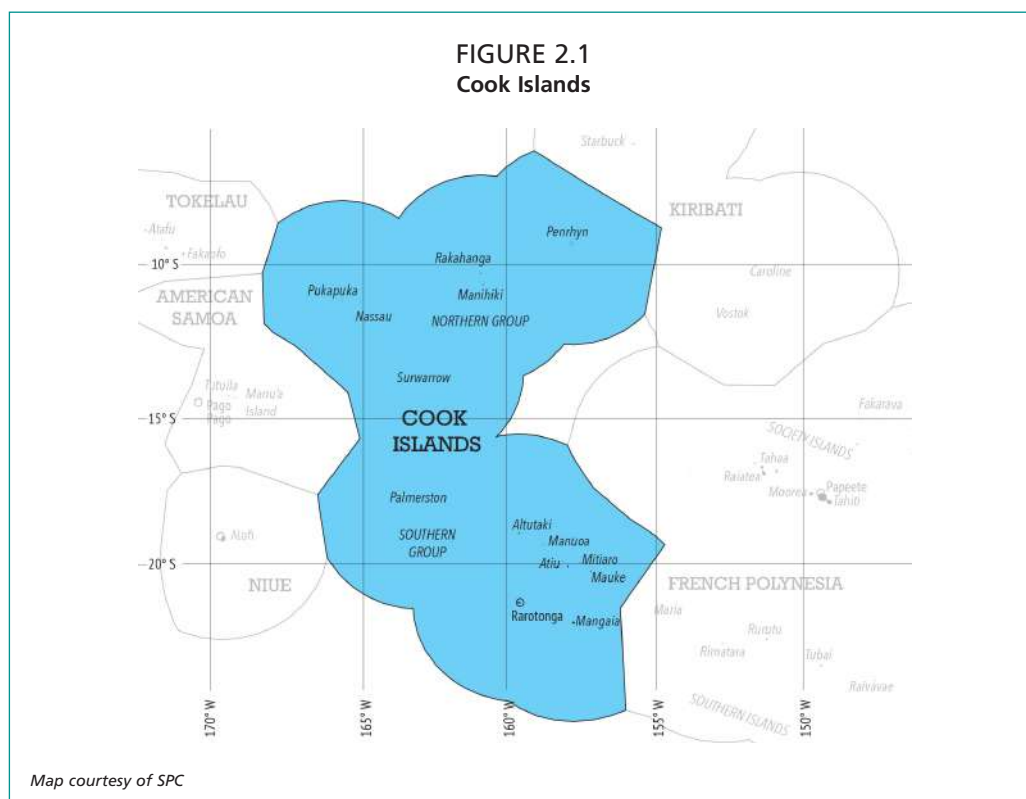 FIGURE 2.1
Cook Islands
Starbuck
TOKELAU
KIRIBATI
Atafu
Penrhyn
Fakaofo
Rakahanga
10° S
Caroline
AMERICAN
SAMOA
Pukapuka
Manihiki
Nassau
NORTHERN GROUP
Vostok
Surwarrow
Tutuila
Manu'a
Island
Pago
Pago
15° S
COOK
ISLANDS
Fakarava
SOCIETY ISLANDS
Tahaa
Raiatea
Moorea
Papeete
Tahiti
Palmerston
Altutaki
SOUTHERN
GROUP
Manuoa
Alofi
Atiu
Mitiaro
20° S
Mauke
NIUE
FRENCH POLYNESIA
Maria
Rarotonga
Mangaia
Rururu
Rimatara
Tubai
Raivavae
SOUTHERN ISLANDS
170° W
165° W
160° W
155° W
150° W
Map courtesy of SPC